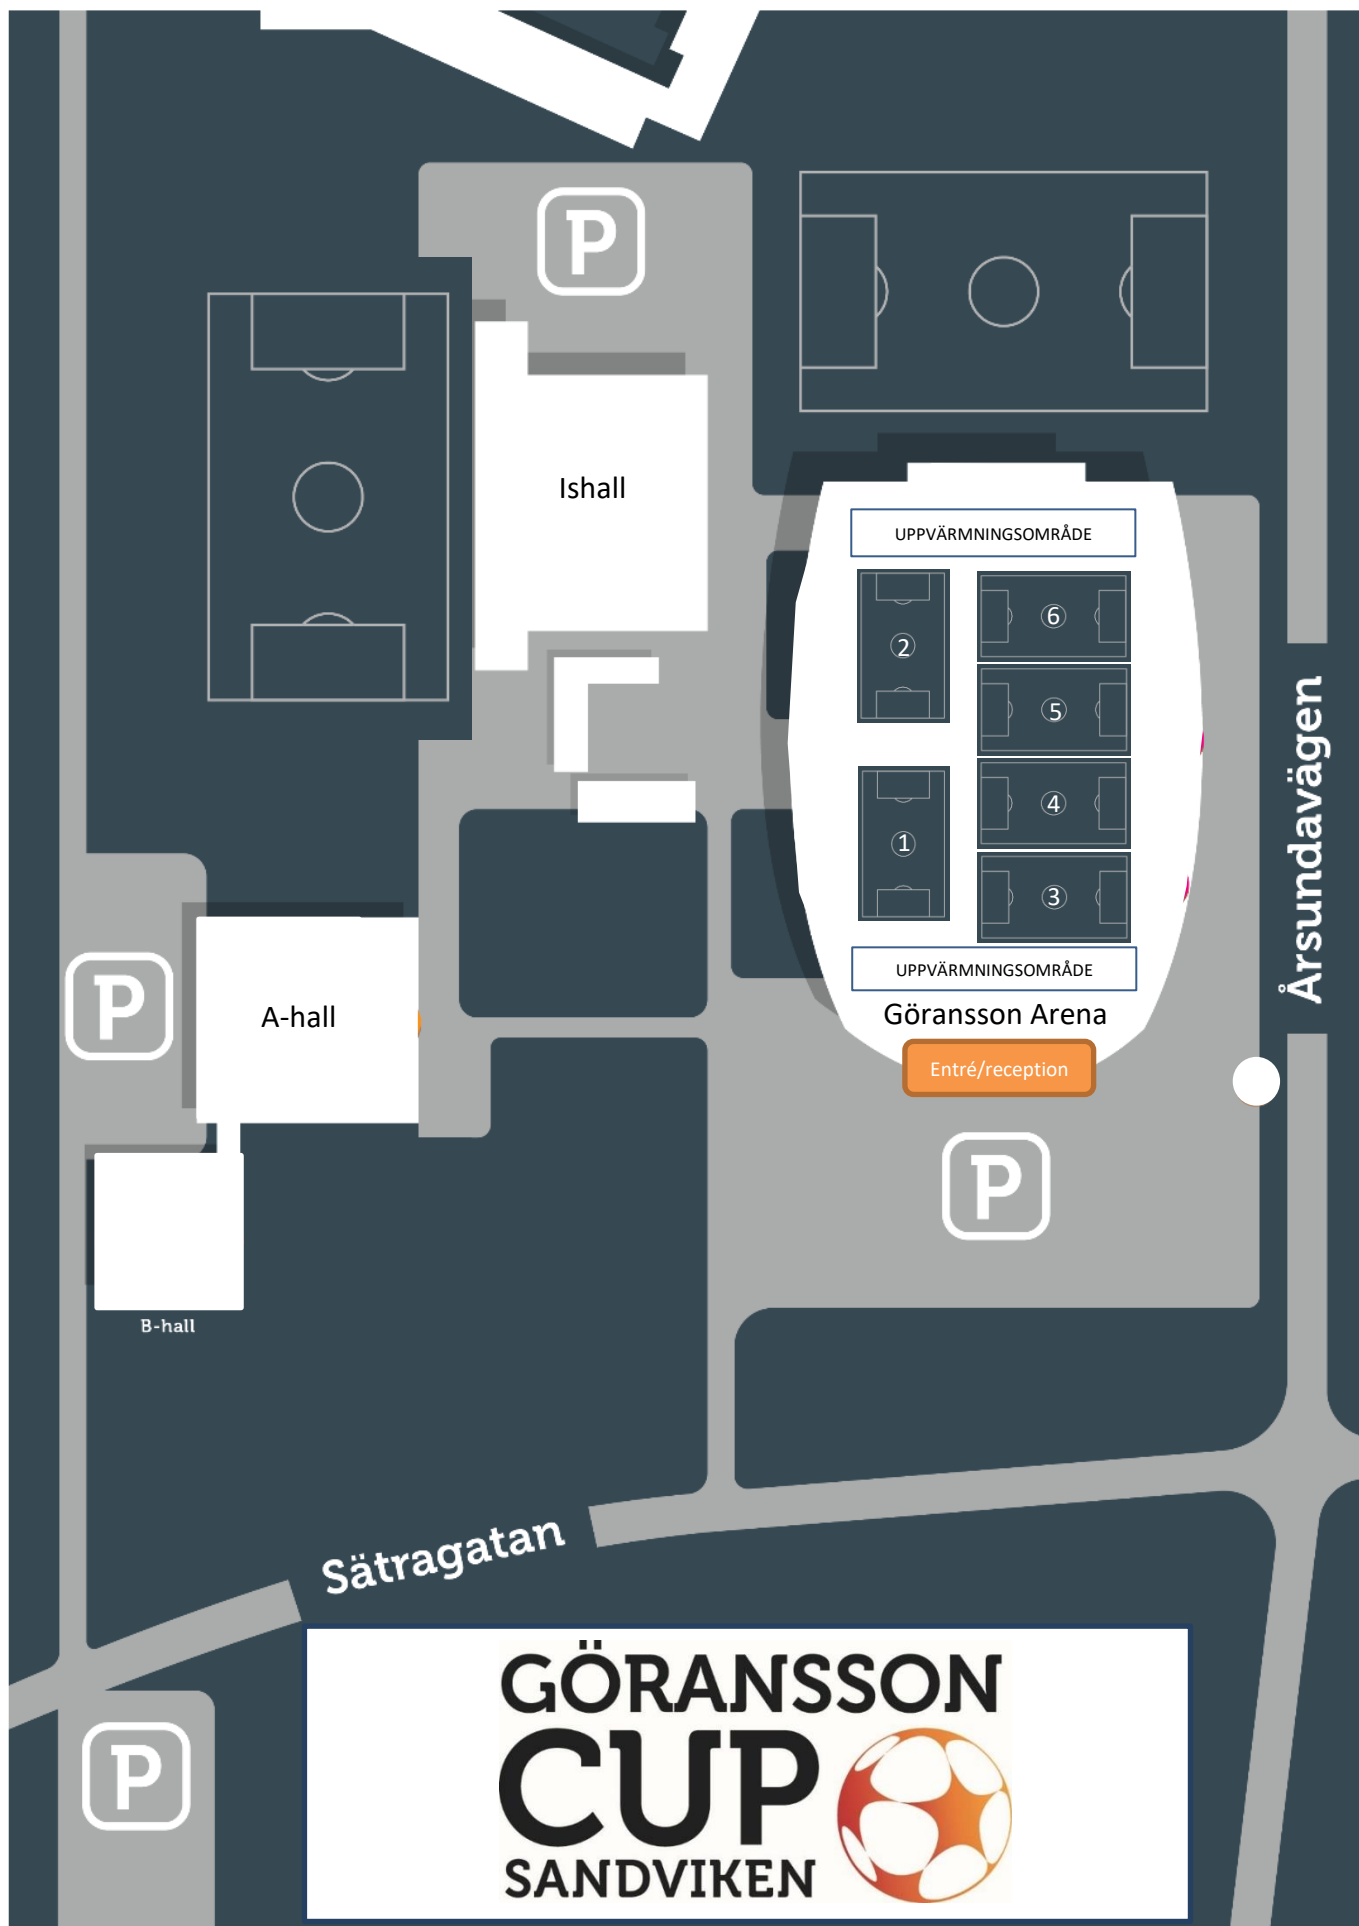 P
Ishall
UPPVÄRMNINGSOMRÅDE
2
6
5
1
4
3
UPPVÄRMNINGSOMRÅDE
Göransson Arena
Entré/reception
Årsundavägen
P
A-hall
P
B-hall
Sätragatan
P
GÖRANSSON
CUP
SANDVIKEN